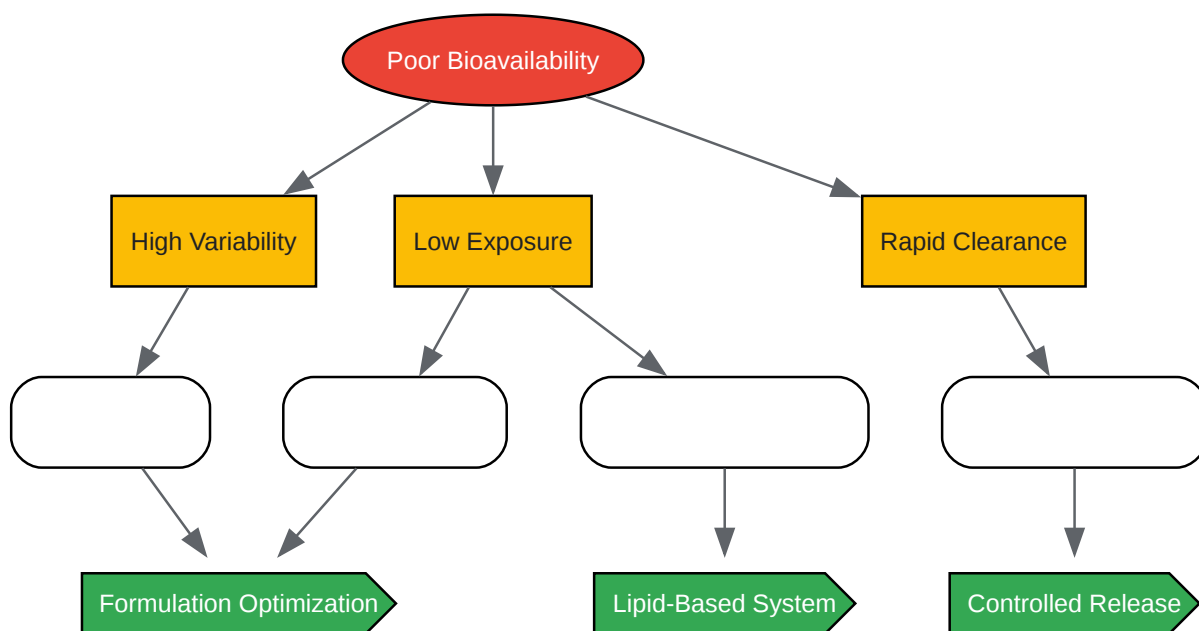 Poor Bioavailability
High Variability
Low Exposure
Rapid Clearance
Formulation Optimization
Lipid-Based System
Controlled Release